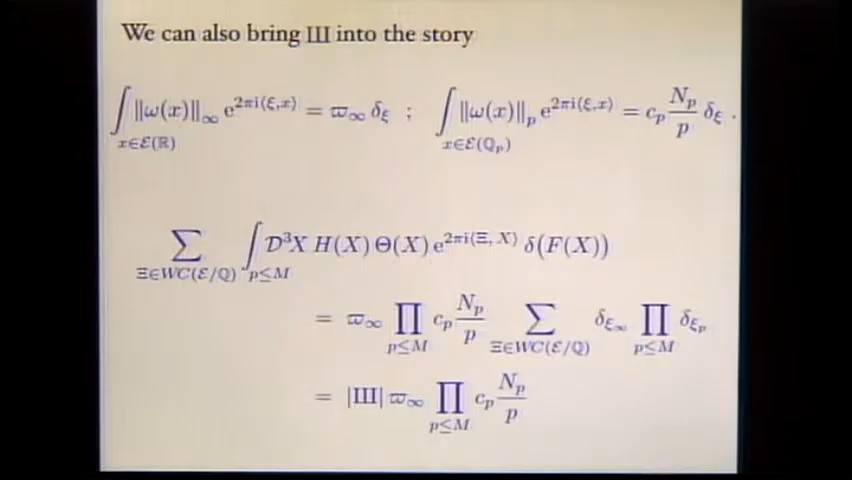 We can also bring Ш into the story
∫_{x∈ℰ(ℝ)} ‖ω(x)‖_∞ e^{2πi⟨ξ,x⟩} = ϖ_∞ δ_ξ ; ∫_{x∈ℰ(ℚ_p)} ‖ω(x)‖_p e^{2πi⟨ξ,x⟩} = c_p N_p/p δ_ξ .
∑_{Ξ∈WC(ℰ/ℚ)} ∫_{p≤M} 𝒟³X H(X) Θ(X) e^{2πi⟨Ξ, X⟩} δ(F(X))
= ϖ_∞ ∏_{p≤M} c_p N_p/p ∑_{Ξ∈WC(ℰ/ℚ)} δ_{ξ_∞} ∏_{p≤M} δ_{ξ_p}
= |Ш| ϖ_∞ ∏_{p≤M} c_p N_p/p